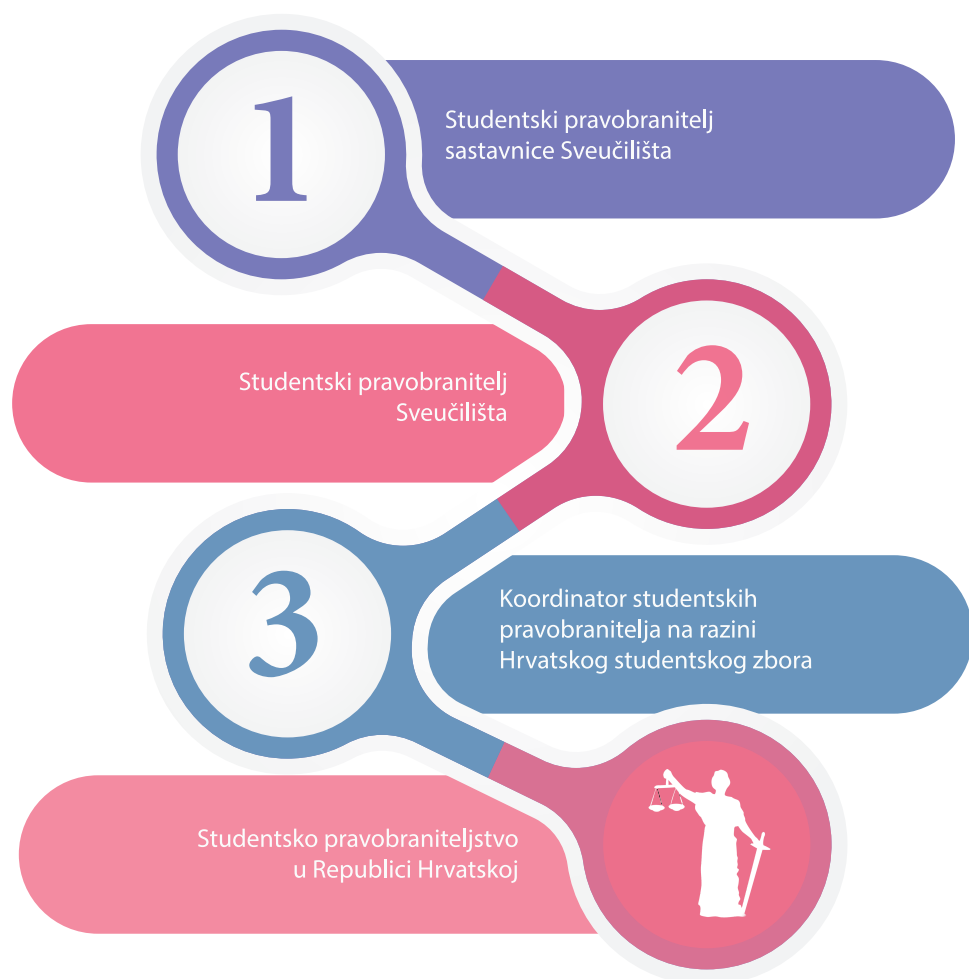 1
Studentski pravobranitelj
sastavnice Sveučilišta
Studentski pravobranitelj
Sveučilišta
2
3
Koordinator studentskih
pravobranitelja na razini
Hrvatskog studentskog zbora
Studentsko pravobraniteljstvo
u Republici Hrvatskoj